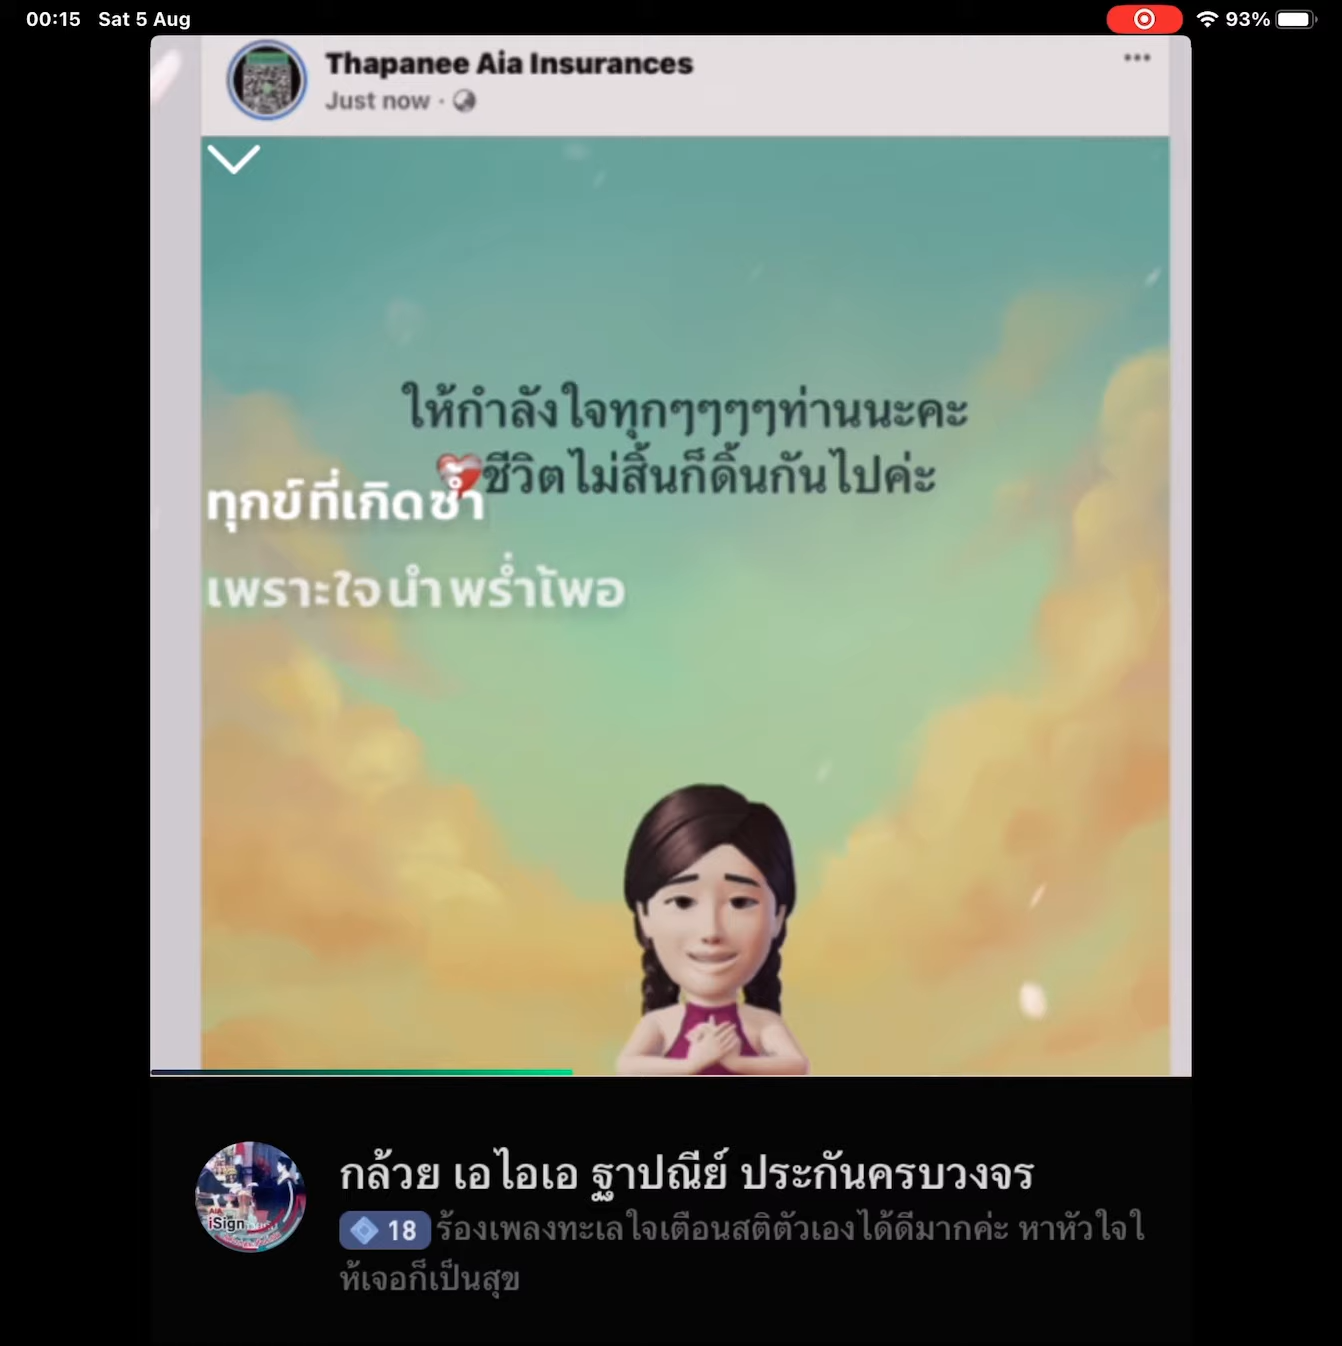 00:15 Sat 5 Aug
93%
Thapanee Aia Insurances
Just now ·
ให้กำลังใจทุกๆๆๆๆท่านนะคะ
ชีวิตไม่สิ้นก็ดิ้นกันไปค่ะ
ทุกข์ที่เกิดซ้ำ
เพราะใจนำพร่ำเพ้อ
กล้วย เอไอเอ ฐาปณีย์ ประกันครบวงจร
iSign
18 ร้องเพลงทะเลใจเตือนสติตัวเองได้ดีมากค่ะ หาหัวใจใ
ห้เจอก็เป็นสุข